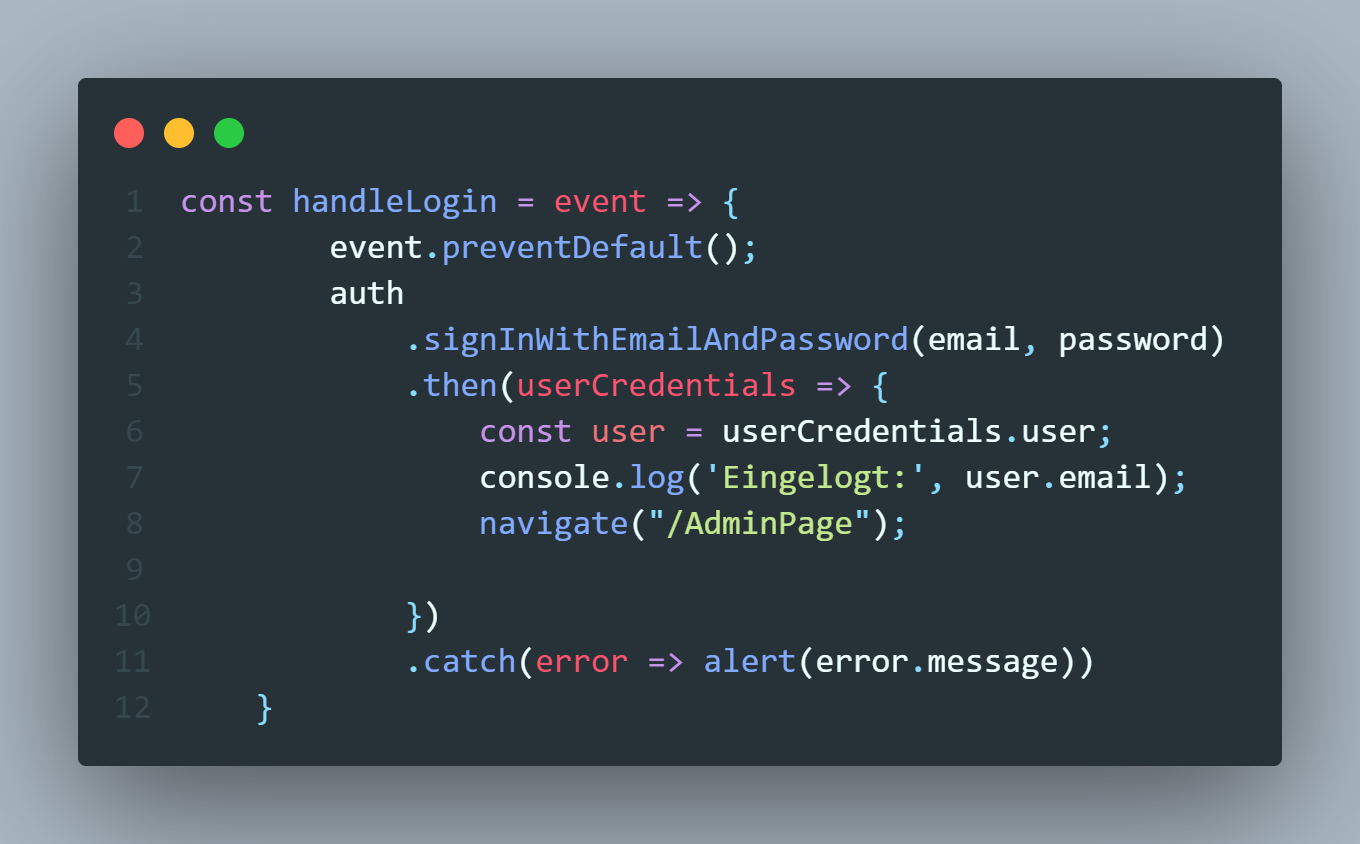 1 const handleLogin = event => {
2 event.preventDefault();
3 auth
4 .signInWithEmailAndPassword(email, password)
5 .then(userCredentials => {
6 const user = userCredentials.user;
7 console.log('Eingelogt:', user.email);
8 navigate("/AdminPage");
9
10 })
11 .catch(error => alert(error.message))
12 }